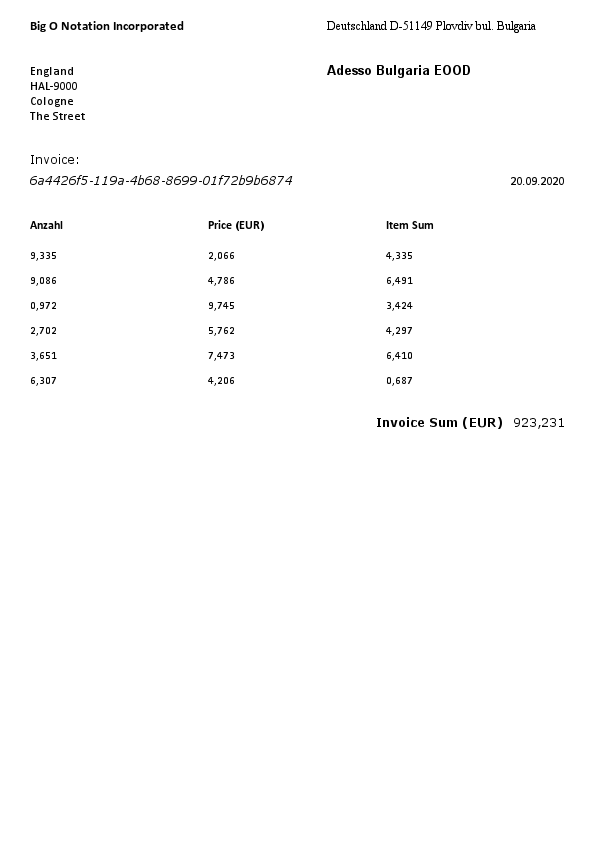 Big O Notation Incorporated
Deutschland D-51149 Plovdiv bul. Bulgaria
England
HAL-9000
Cologne
The Street
Adesso Bulgaria EOOD
Invoice:
6a4426f5-119a-4b68-8699-01f72b9b6874 20.09.2020
Anzahl Price (EUR) Item Sum
9,335 2,066 4,335
9,086 4,786 6,491
0,972 9,745 3,424
2,702 5,762 4,297
3,651 7,473 6,410
6,307 4,206 0,687
Invoice Sum (EUR) 923,231